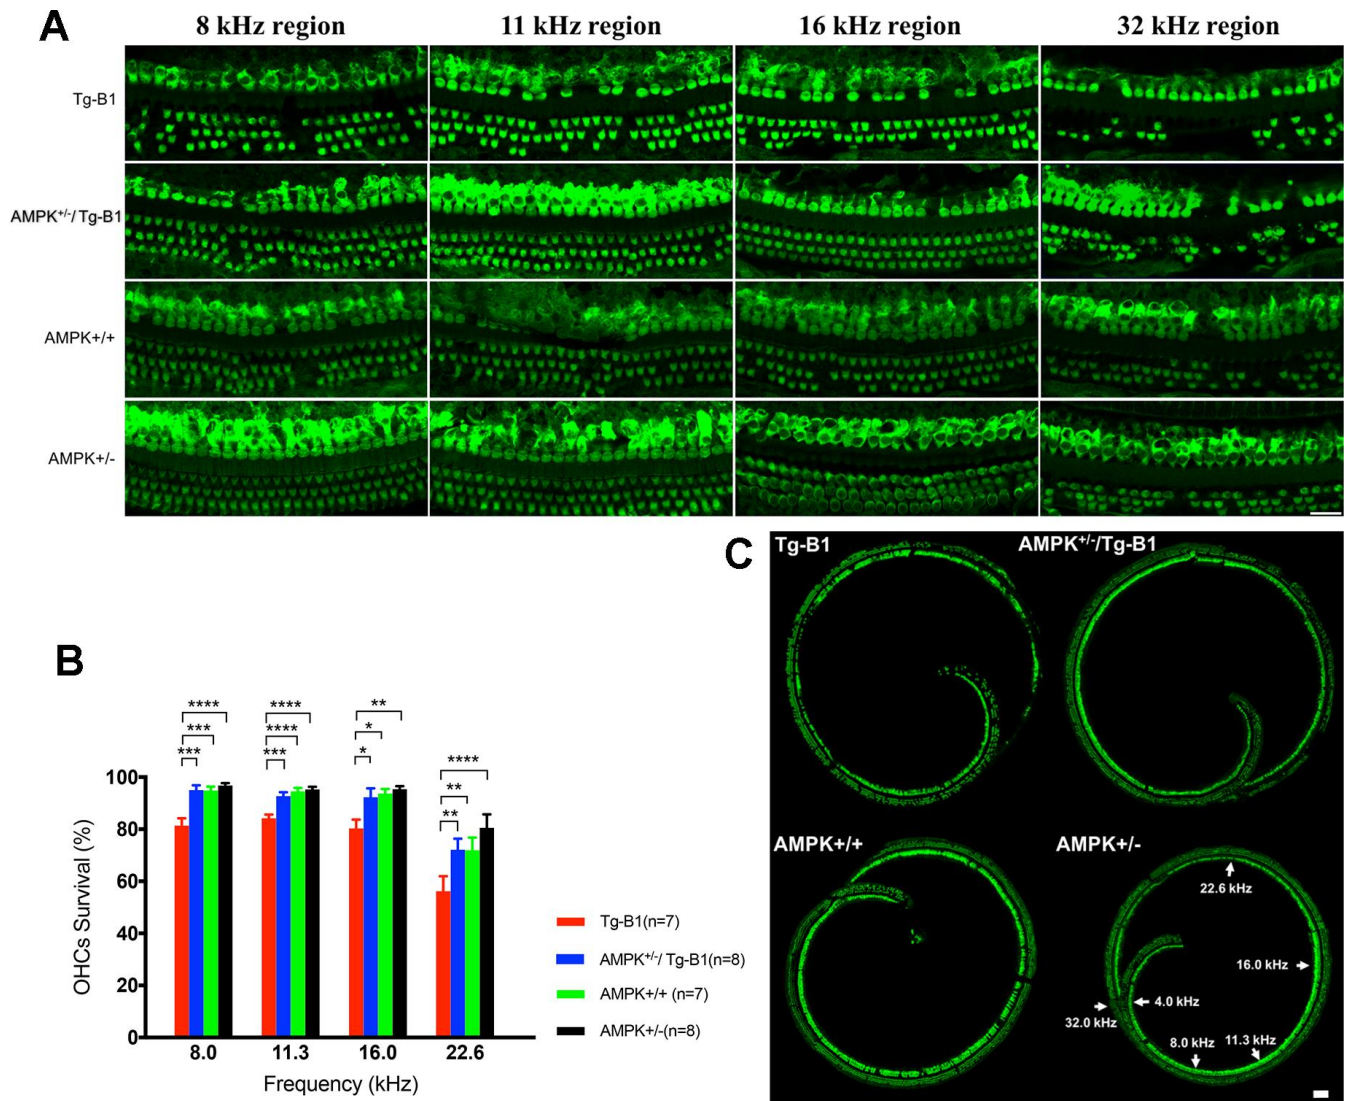 A
8 kHz region
11 kHz region
16 kHz region
32 kHz region
Tg-B1
AMPK+/-/ Tg-B1
AMPK+/+
AMPK+/-
B
****
***
***
****
****
***
**
*
*
****
**
**
OHCs Survival (%)
100
80
60
40
20
0
8.0
11.3
16.0
22.6
Frequency (kHz)
Tg-B1(n=7)
AMPK+/-/ Tg-B1(n=8)
AMPK+/+ (n=7)
AMPK+/-(n=8)
C
Tg-B1
AMPK+/-/Tg-B1
AMPK+/+
AMPK+/-
22.6 kHz
16.0 kHz
4.0 kHz
32.0 kHz
8.0 kHz
11.3 kHz